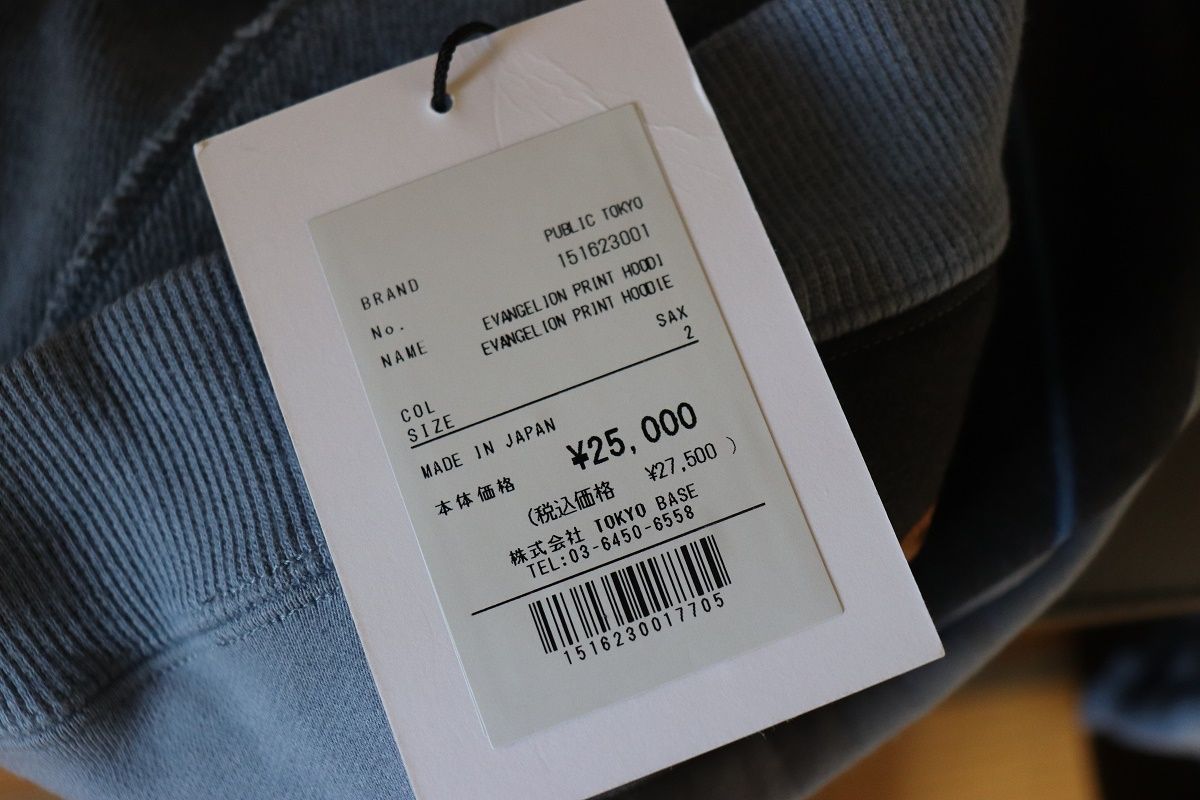 BRAND PUBLIC TOKYO
No. 151623001
NAME EVANGELION PRINT HOODI
EVANGELION PRINT HOODIE
COL SAX
SIZE 2
MADE IN JAPAN
本体価格 ¥25,000
(税込価格 ¥27,500 )
株式会社 TOKYO BASE
TEL:03-6450-6558
1516230017705